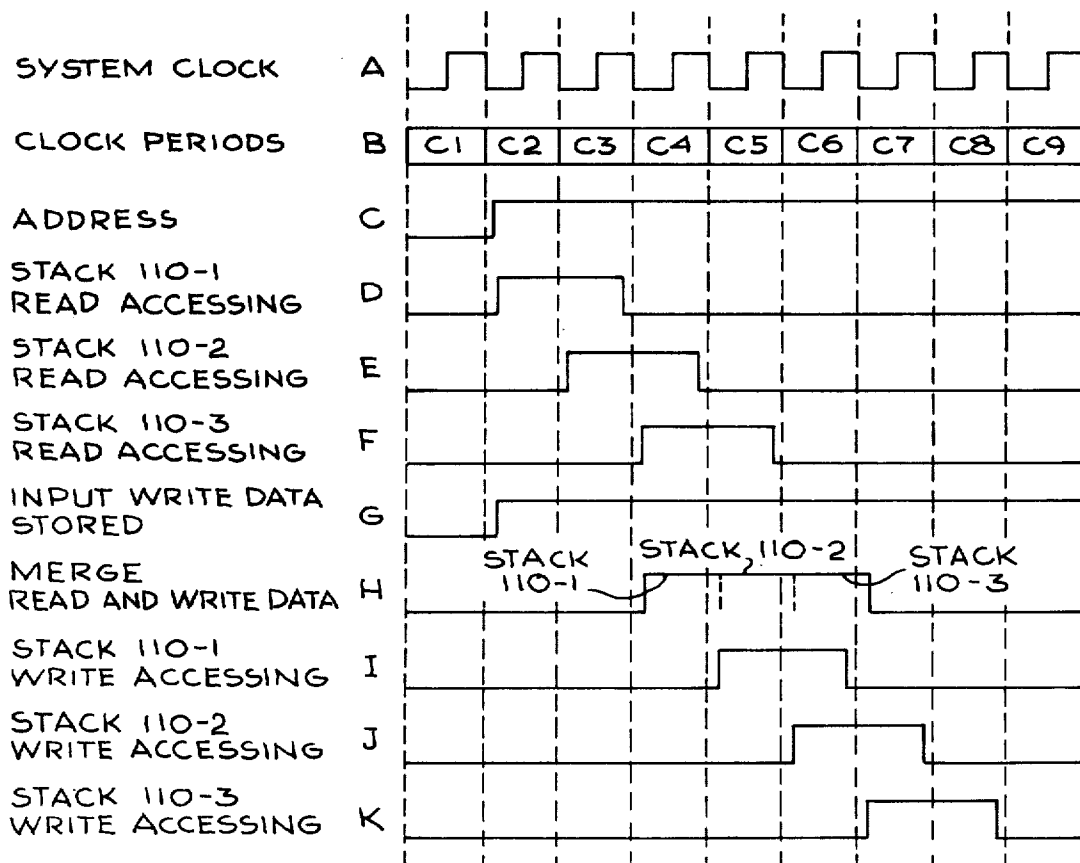 SYSTEM CLOCK A
CLOCK PERIODS B C1 C2 C3 C4 C5 C6 C7 C8 C9
ADDRESS C
STACK 110-1
READ ACCESSING D
STACK 110-2
READ ACCESSING E
STACK 110-3
READ ACCESSING F
INPUT WRITE DATA
STORED G
MERGE
READ AND WRITE DATA H
STACK
110-1
STACK 110-2
STACK
110-3
STACK 110-1
WRITE ACCESSING I
STACK 110-2
WRITE ACCESSING J
STACK 110-3
WRITE ACCESSING K